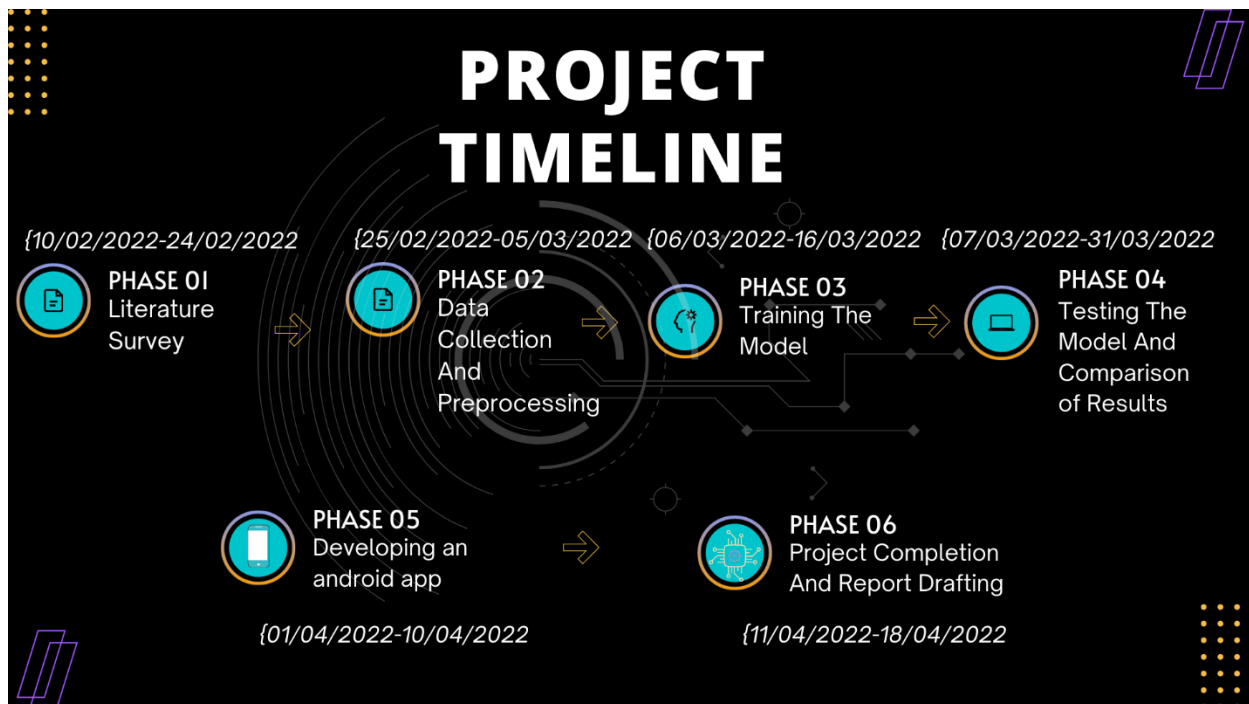 PROJECT
TIMELINE
{10/02/2022-24/02/2022
PHASE 01
Literature
Survey
{25/02/2022-05/03/2022
PHASE 02
Data
Collection
And
Preprocessing
{06/03/2022-16/03/2022
PHASE 03
Training The
Model
{07/03/2022-31/03/2022
PHASE 04
Testing The
Model And
Comparison
of Results
PHASE 05
Developing an
android app
{01/04/2022-10/04/2022
PHASE 06
Project Completion
And Report Drafting
{11/04/2022-18/04/2022